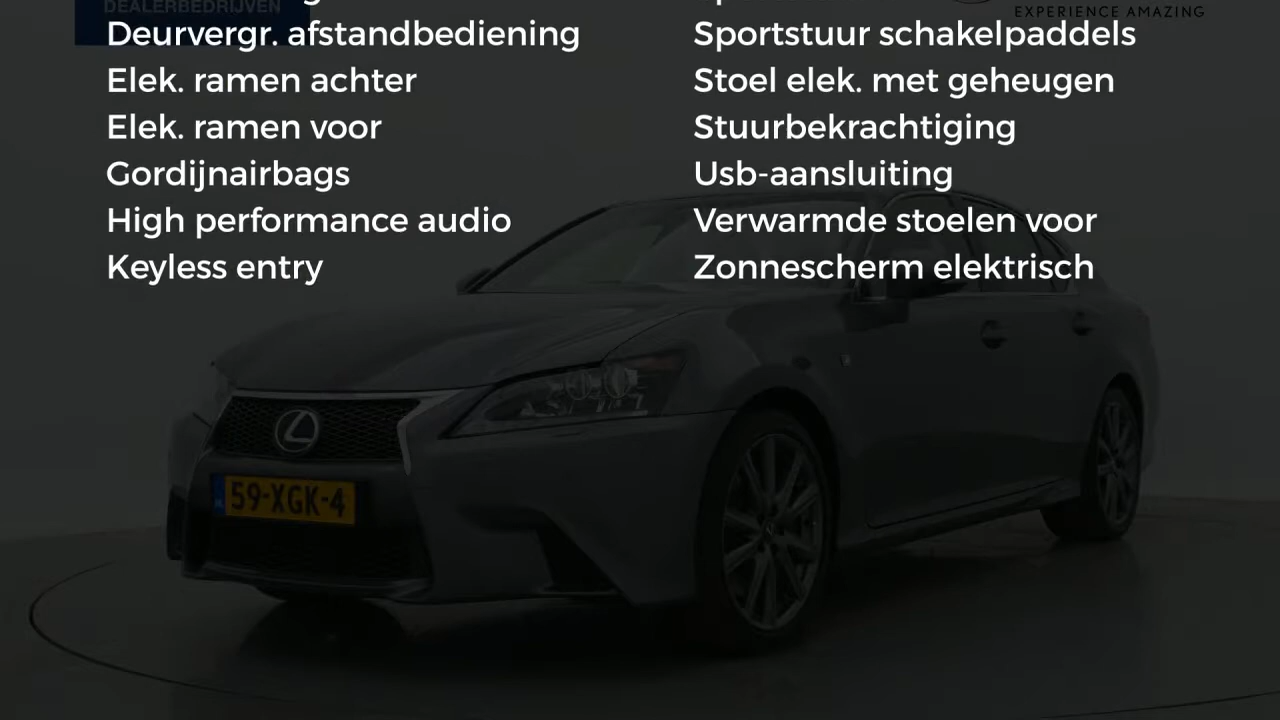 DEALERBEDRIJVEN
EXPERIENCE AMAZING
Deurvergr. afstandbediening
Elek. ramen achter
Elek. ramen voor
Gordijnairbags
High performance audio
Keyless entry
Sportstuur schakelpaddels
Stoel elek. met geheugen
Stuurbekrachtiging
Usb-aansluiting
Verwarmde stoelen voor
Zonnescherm elektrisch
59-XGK-4